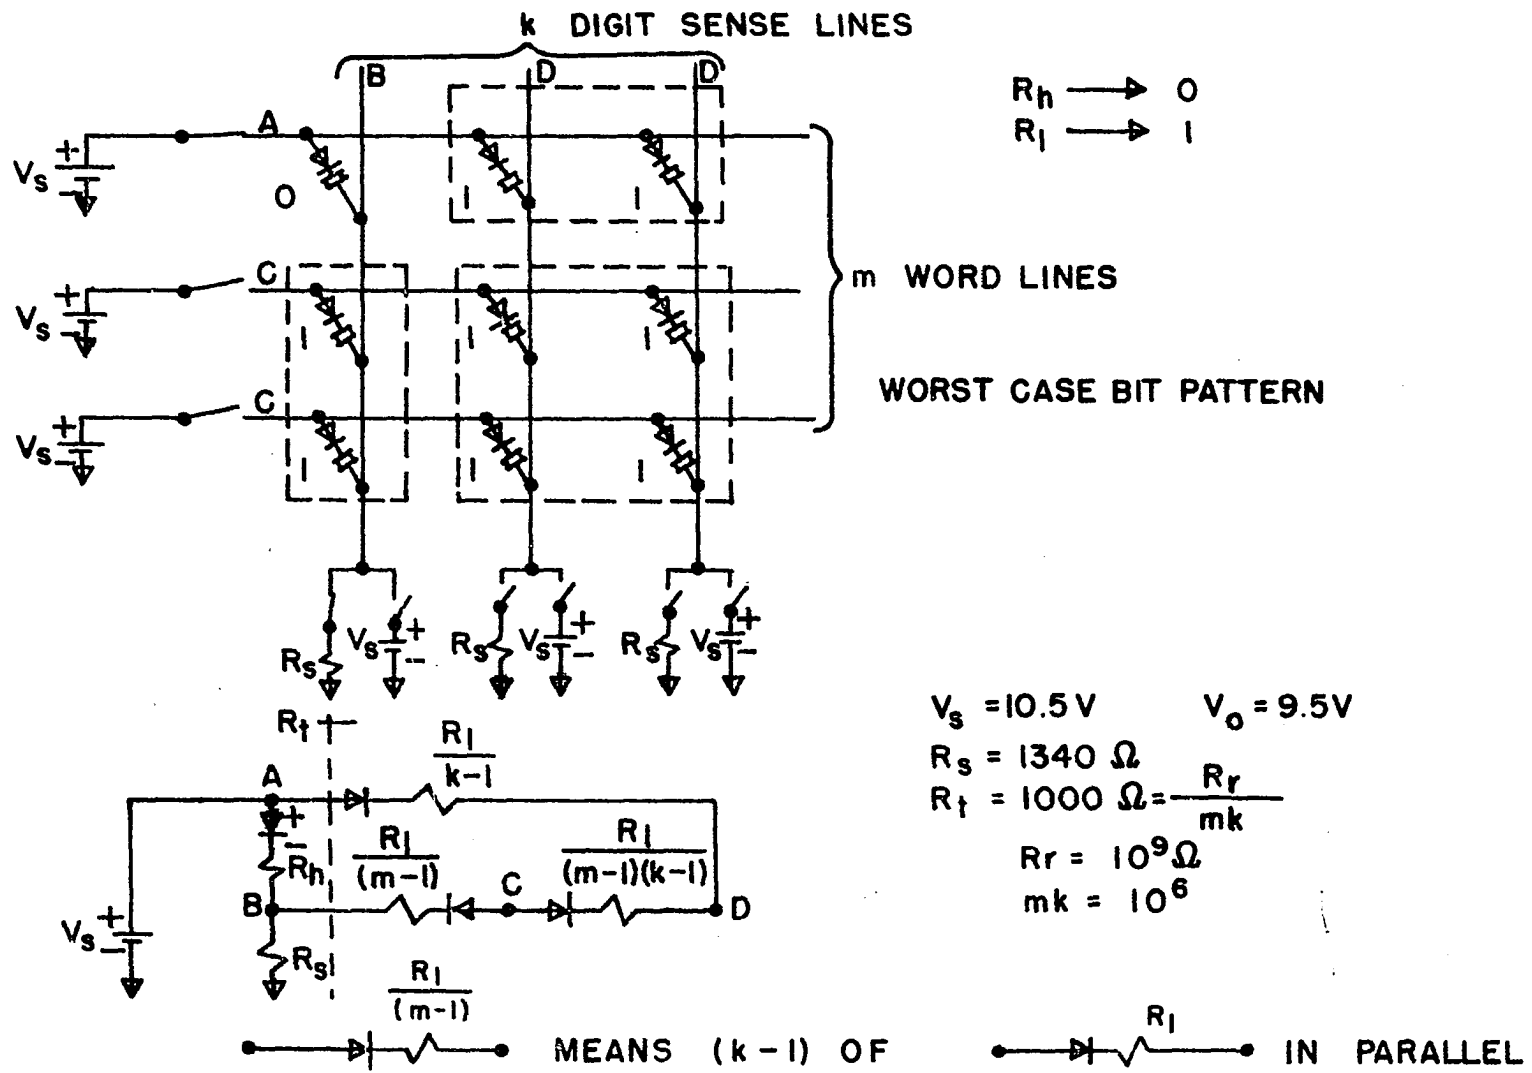 k DIGIT SENSE LINES
B D D
Rh → 0
Rl → 1
A
+
Vs
−
0 1 1
C
+
Vs
−
1 1 1
m WORD LINES
C
+
Vs
−
1 1 1
WORST CASE BIT PATTERN
Rs Vs + −
Rs Vs + −
Rs Vs + −
Rt
Rl
k-1
A
+
−
Rh
Rl
(m-1)
Rl
(m-1)(k-1)
C
B D
+
Vs
−
Rs
Vs = 10.5 V Vo = 9.5V
Rs = 1340 Ω
Rt = 1000 Ω = Rr
mk
Rr = 10⁹Ω
mk = 10⁶
Rl
(m-1)
MEANS (k-1) OF
Rl
IN PARALLEL